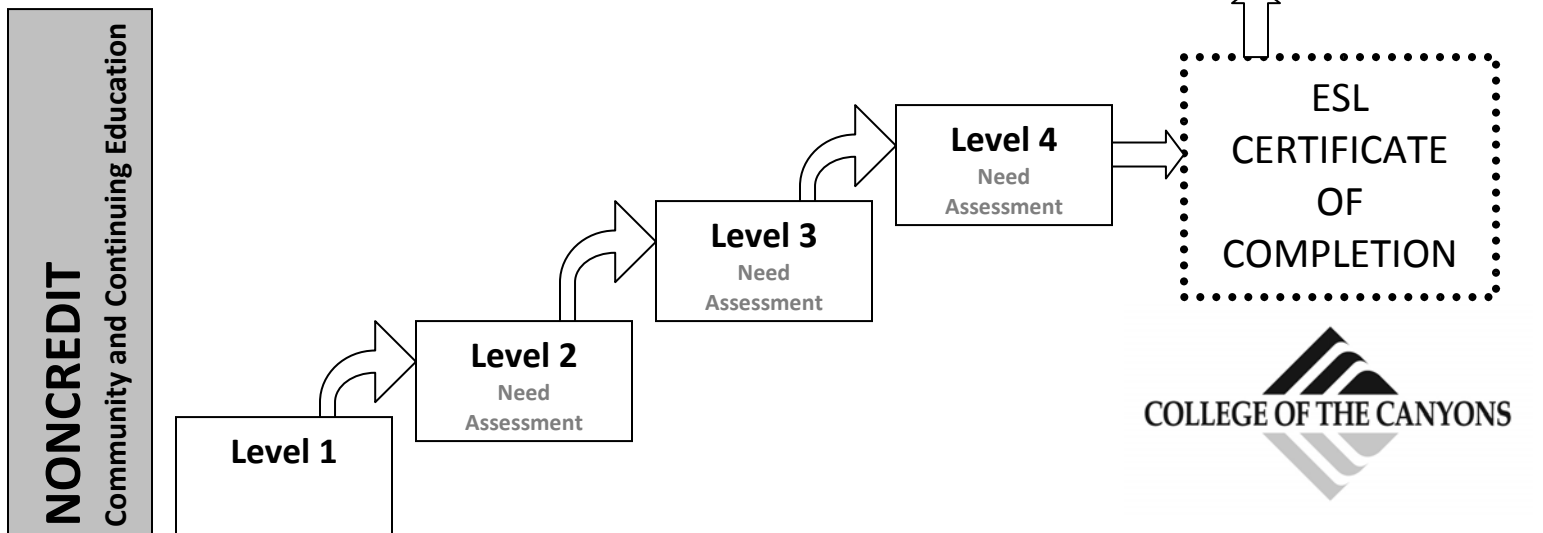 NONCREDIT
Community and Continuing Education
Level 1
Level 2
Need
Assessment
Level 3
Need
Assessment
Level 4
Need
Assessment
ESL
CERTIFICATE
OF
COMPLETION
COLLEGE OF THE CANYONS